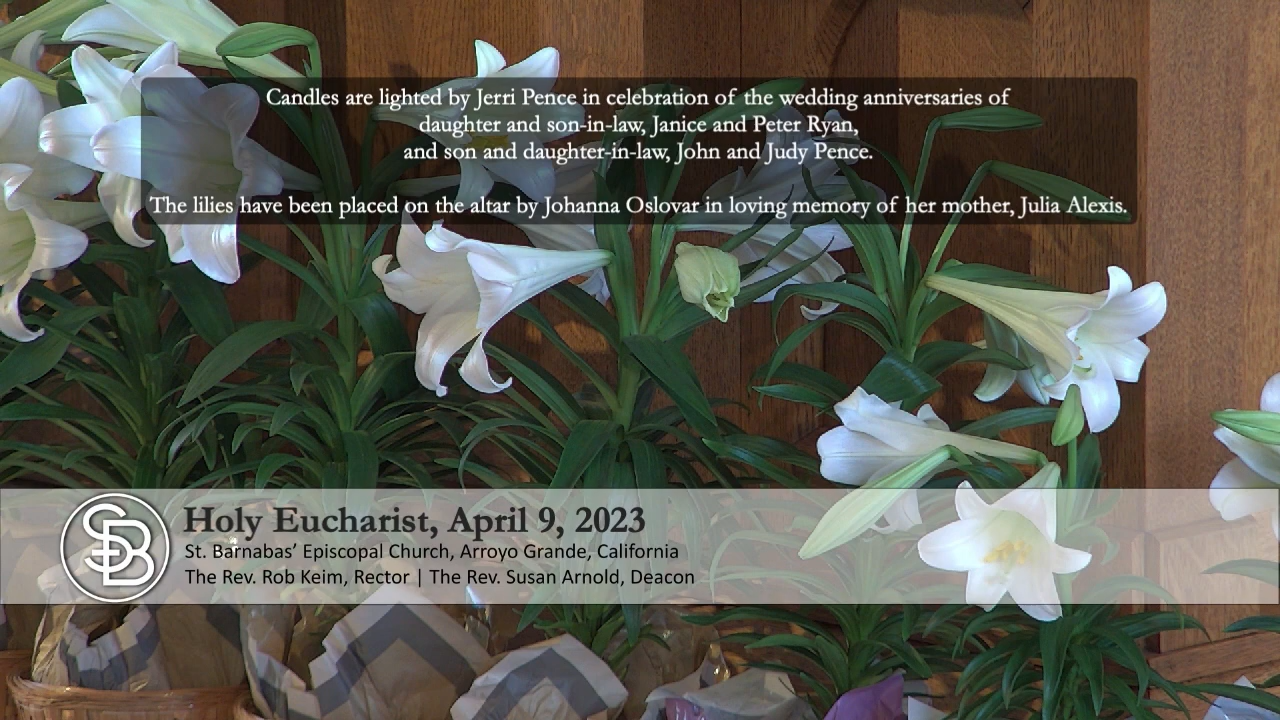 Candles are lighted by Jerri Pence in celebration of the wedding anniversaries of
daughter and son-in-law, Janice and Peter Ryan,
and son and daughter-in-law, John and Judy Pence.
The lilies have been placed on the altar by Johanna Oslovar in loving memory of her mother, Julia Alexis.
Holy Eucharist, April 9, 2023
St. Barnabas’ Episcopal Church, Arroyo Grande, California
The Rev. Rob Keim, Rector | The Rev. Susan Arnold, Deacon
SB